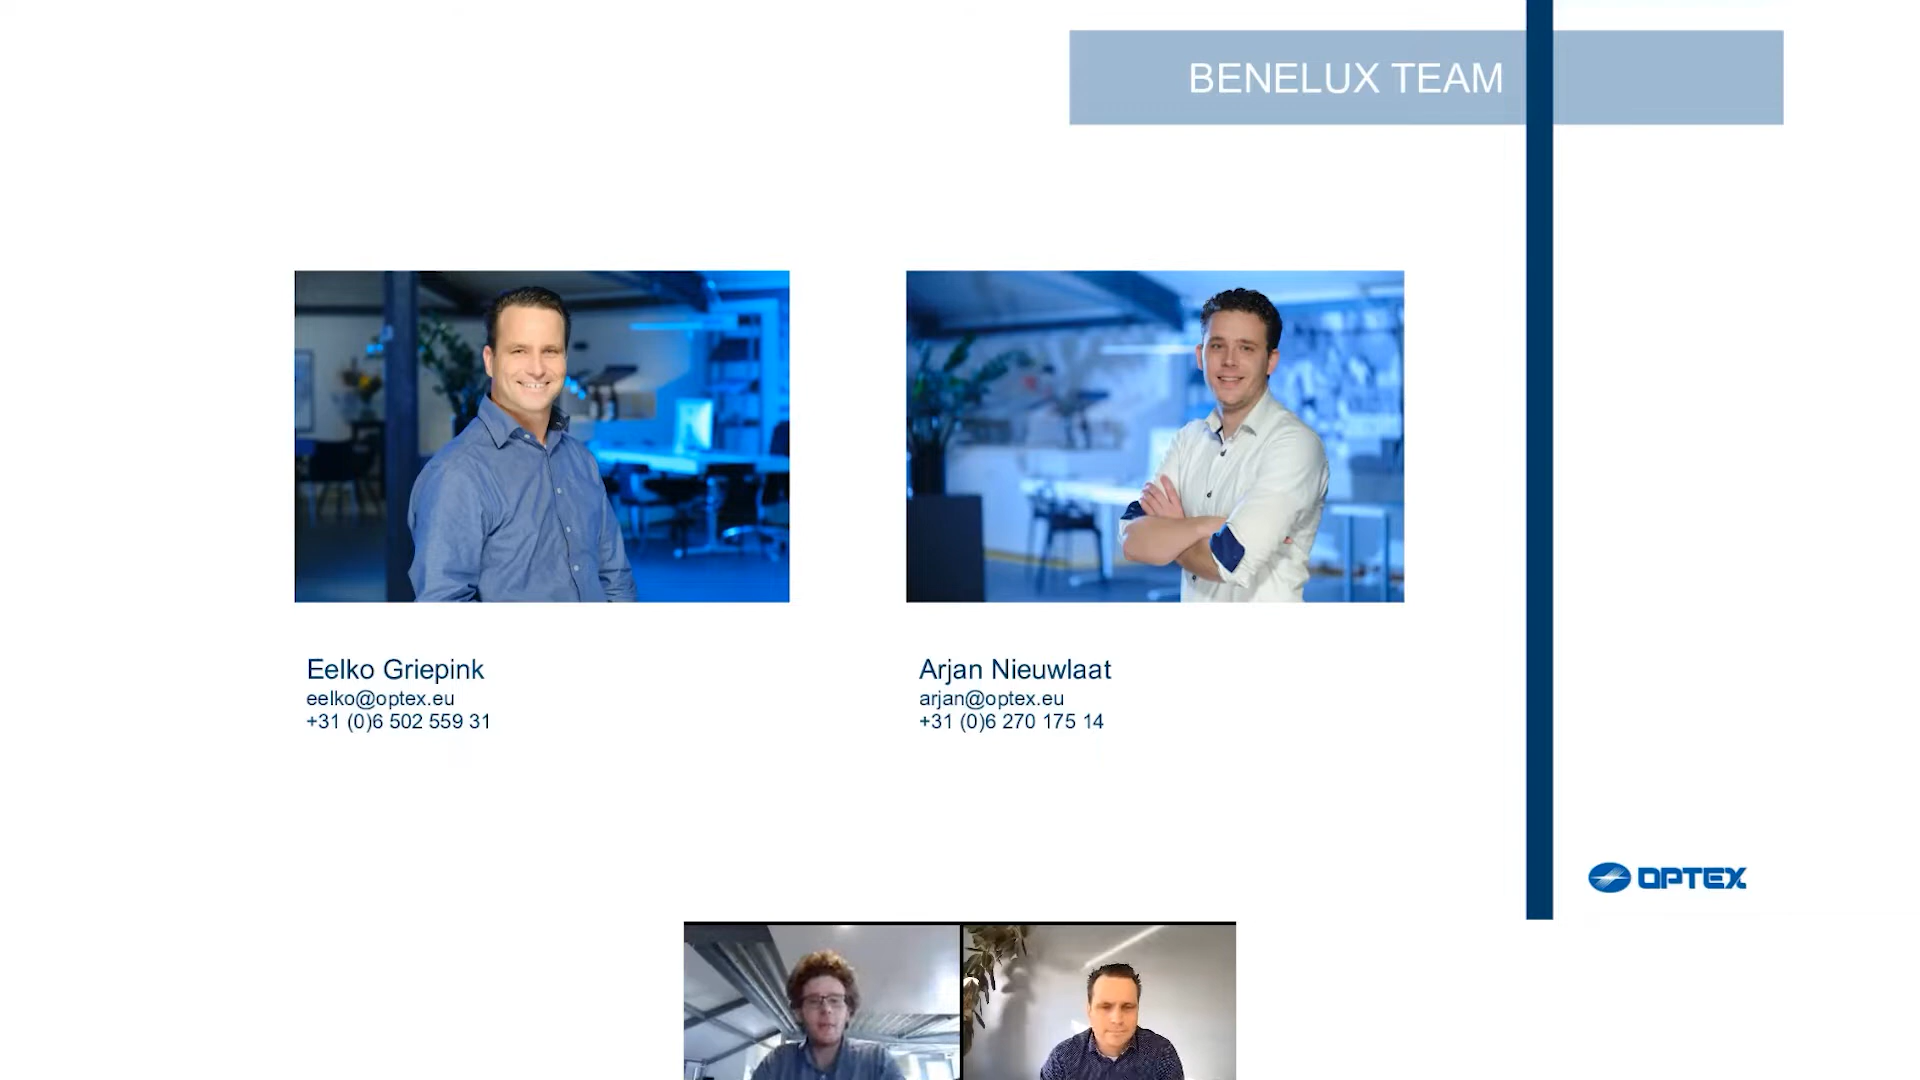 BENELUX TEAM
Eelko Griepink
eelko@optex.eu
+31 (0)6 502 559 31
Arjan Nieuwlaat
arjan@optex.eu
+31 (0)6 270 175 14
OPTEX